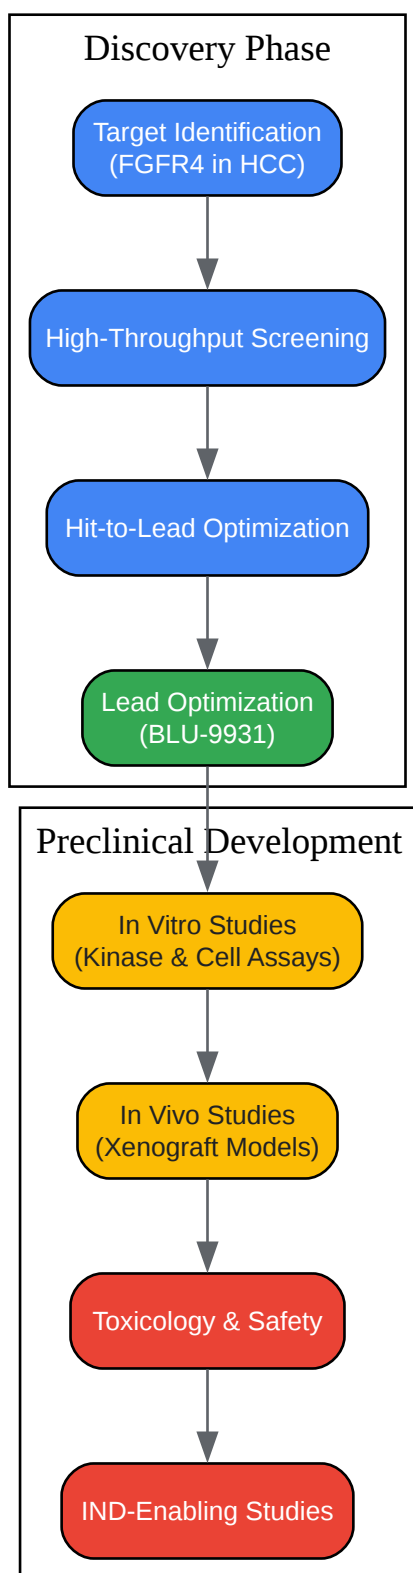 Discovery Phase
Target Identification
(FGFR4 in HCC)
High-Throughput Screening
Hit-to-Lead Optimization
Lead Optimization
(BLU-9931)
Preclinical Development
In Vitro Studies
(Kinase & Cell Assays)
In Vivo Studies
(Xenograft Models)
Toxicology & Safety
IND-Enabling Studies